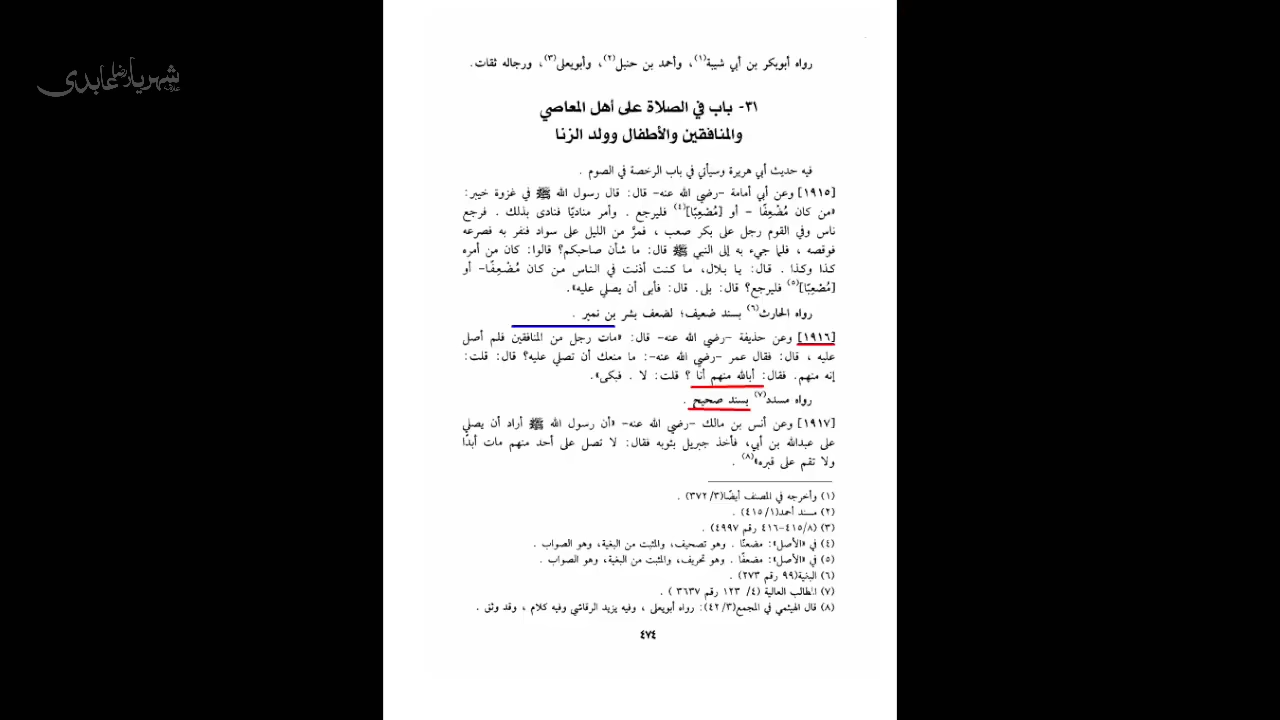 شهریار رضا عابدی
رواه أبوبكر بن أبي شيبة(١)، وأحمد بن حنبل(٢)، وأبويعلى(٣)، ورجاله ثقات.
٣١- باب في الصلاة على أهل المعاصي
والمنافقين والأطفال وولد الزنا
فيه حديث أبي هريرة وسيأتي في باب الرخصة في الصوم .
[١٩١٥] وعن أبي أمامة -رضي الله عنه- قال: قال رسول الله ﷺ في غزوة خيبر:
«من كان مُضْعِفًا - أو [مُصْعِبًا](٤) فليرجع . وأمر مناديًا فنادى بذلك . فرجع
ناس وفي القوم رجل على بكر صعب ، فمرَّ من الليل على سواد فنفر به فصرعه
فوقصه ، فلما جيء به إلى النبي ﷺ قال: ما شأن صاحبكم؟ قالوا: كان من أمره
كذا وكذا . قال: يا بلال، ما كنت أذنت في الناس من كان مُضْعِفًا- أو
[مُصْعِبًا](٥) فليرجع؟ قال: بلى. قال: فأبى أن يصلي عليه».
رواه الحارث(٦) بسند ضعيف؛ لضعف بشر بن نمير .
[١٩١٦] وعن حذيفة -رضي الله عنه- قال: «مات رجل من المنافقين فلم أصل
عليه ، قال: فقال عمر -رضي الله عنه-: ما منعك أن تصلي عليه؟ قال: قلت:
إنه منهم. فقال: أبالله منهم أنا ؟ قلت: لا . فبكى».
رواه مسدد(٧) بسند صحيح .
[١٩١٧] وعن أنس بن مالك -رضي الله عنه- «أن رسول الله ﷺ أراد أن يصلي
على عبدالله بن أبي، فأخذ جبريل بثوبه فقال: لا تصل على أحد منهم مات أبدًا
ولا تقم على قبره»(٨) .
(١) وأخرجه في المصنف أيضًا(٣/ ٣٧٢) .
(٢) مسند أحمد(١/ ٤١٥) .
(٣) (٨/ ٤١٥-٤١٦ رقم ٤٩٩٧) .
(٤) في «الأصل»: مضعنًا . وهو تصحيف، والمثبت من البغية، وهو الصواب .
(٥) في «الأصل»: مضعفًا . وهو تحريف، والمثبت من البغية، وهو الصواب .
(٦) البغية(٩٩ رقم ٢٧٣) .
(٧) المطالب العالية (٤/ ١٢٣ رقم ٣٦٣٧ ) .
(٨) قال الهيثمي في المجمع(٣/ ٤٢): رواه أبويعلى ، وفيه يزيد الرقاشي وفيه كلام ، وقد وثق .
٤٧٤